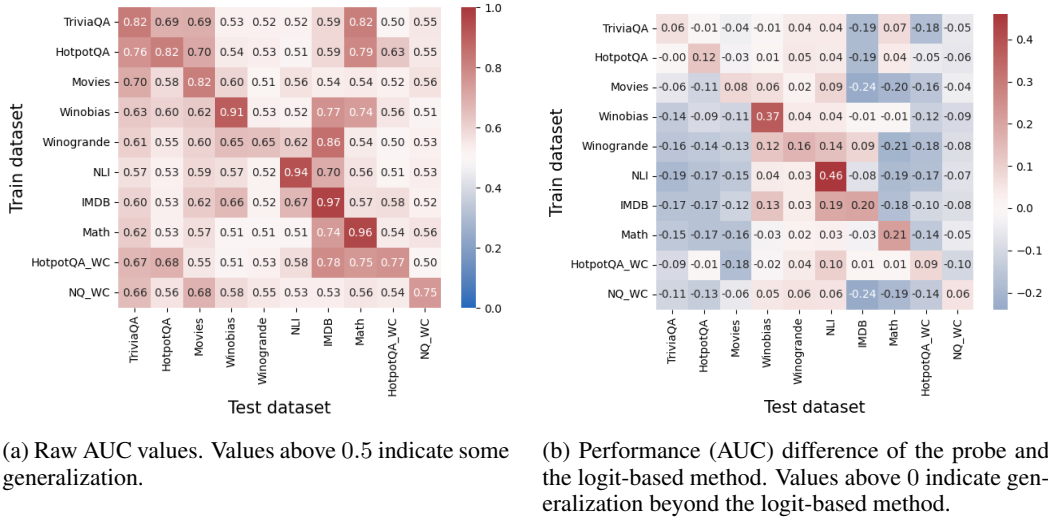 TriviaQA 0.82 0.69 0.69 0.53 0.52 0.52 0.59 0.82 0.50 0.55
HotpotQA 0.76 0.82 0.70 0.54 0.53 0.51 0.59 0.79 0.63 0.55
Movies 0.70 0.58 0.82 0.60 0.51 0.56 0.54 0.54 0.52 0.56
Winobias 0.63 0.60 0.62 0.91 0.53 0.52 0.77 0.74 0.56 0.51
Winogrande 0.61 0.55 0.60 0.65 0.65 0.62 0.86 0.54 0.50 0.53
NLI 0.57 0.53 0.59 0.57 0.52 0.94 0.70 0.56 0.51 0.53
IMDB 0.60 0.53 0.62 0.66 0.52 0.67 0.97 0.57 0.58 0.52
Math 0.62 0.53 0.57 0.51 0.51 0.51 0.74 0.96 0.54 0.56
HotpotQA_WC 0.67 0.68 0.55 0.51 0.53 0.58 0.78 0.75 0.77 0.50
NQ_WC 0.66 0.56 0.68 0.58 0.55 0.53 0.53 0.56 0.54 0.75
Train dataset
TriviaQA HotpotQA Movies Winobias Winogrande NLI IMDB Math HotpotQA_WC NQ_WC
Test dataset
1.0
0.8
0.6
0.4
0.2
0.0
(a) Raw AUC values. Values above 0.5 indicate some
generalization.
TriviaQA 0.06 -0.01 -0.04 -0.01 0.04 0.04 -0.19 0.07 -0.18 -0.05
HotpotQA -0.00 0.12 -0.03 0.01 0.05 0.04 -0.19 0.04 -0.05 -0.06
Movies -0.06 -0.11 0.08 0.06 0.02 0.09 -0.24 -0.20 -0.16 -0.04
Winobias -0.14 -0.09 -0.11 0.37 0.04 0.04 -0.01 -0.01 -0.12 -0.09
Winogrande -0.16 -0.14 -0.13 0.12 0.16 0.14 0.09 -0.21 -0.18 -0.08
NLI -0.19 -0.17 -0.15 0.04 0.03 0.46 -0.08 -0.19 -0.17 -0.07
IMDB -0.17 -0.17 -0.12 0.13 0.03 0.19 0.20 -0.18 -0.10 -0.08
Math -0.15 -0.17 -0.16 -0.03 0.02 0.03 -0.03 0.21 -0.14 -0.05
HotpotQA_WC -0.09 -0.01 -0.18 -0.02 0.04 0.10 0.01 0.01 0.09 -0.10
NQ_WC -0.11 -0.13 -0.06 0.05 0.06 0.06 -0.24 -0.19 -0.14 0.06
Train dataset
TriviaQA HotpotQA Movies Winobias Winogrande NLI IMDB Math HotpotQA_WC NQ_WC
Test dataset
0.4
0.3
0.2
0.1
0.0
-0.1
-0.2
(b) Performance (AUC) difference of the probe and
the logit-based method. Values above 0 indicate gen-
eralization beyond the logit-based method.